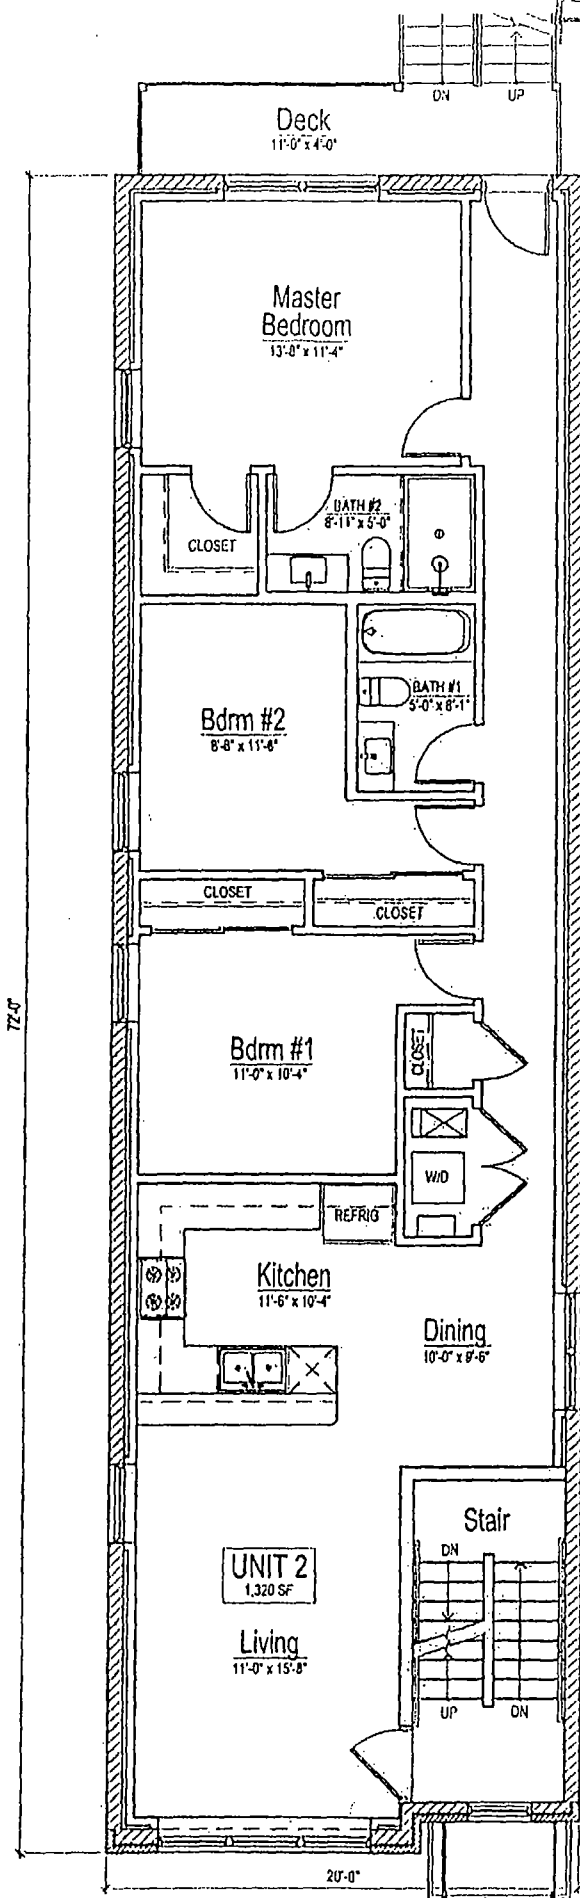 DN
UP
Deck
11'-0" x 4'-0"
Master
Bedroom
13'-8" x 11'-4"
CLOSET
BATH #2
8'-11" x 5'-0"
BATH #1
5'-0" x 8'-1"
Bdrm #2
8'-8" x 11'-6"
CLOSET
CLOSET
72'-0"
Bdrm #1
11'-0" x 10'-4"
CLOSET
W/D
REFRIG
Kitchen
11'-6" x 10'-4"
Dining
10'-0" x 9'-6"
Stair
DN
UNIT 2
1,320 SF
Living
11'-0" x 15'-8"
UP
DN
20'-0"